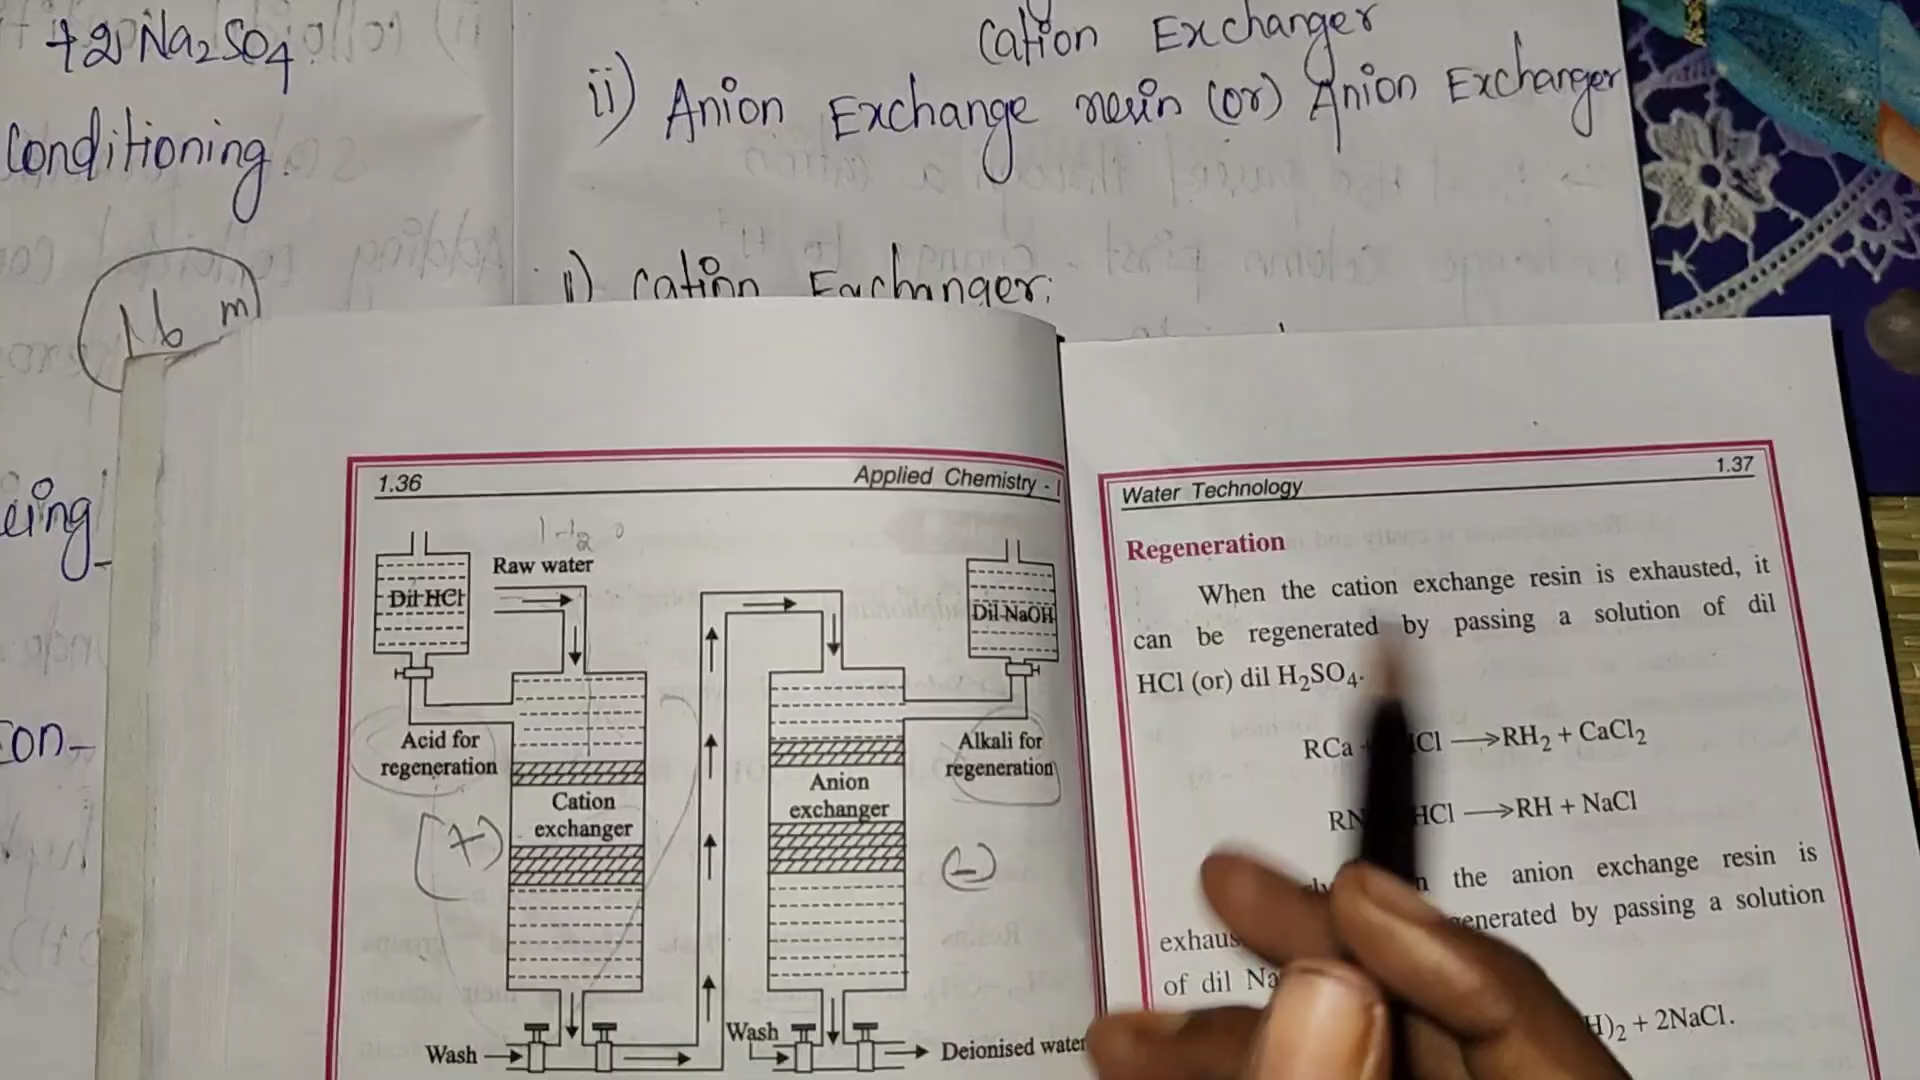 +2 Na₂SO₄
Conditioning.
16 m
eing
on-
Cation Exchanger
ii) Anion Exchange resin (or) Anion Exchanger
i) Cation Exchanger:
1.36 Applied Chemistry - I
Dil HCl
Raw water
Dil NaOH
Acid for
regeneration
Cation
exchanger
(+)
Anion
exchanger
(-)
Alkali for
regeneration
Wash
Wash
Deionised water
Water Technology 1.37
Regeneration
When the cation exchange resin is exhausted, it
can be regenerated by passing a solution of dil
HCl (or) dil H₂SO₄.
RCa + HCl ⟶ RH₂ + CaCl₂
RN HCl ⟶ RH + NaCl
the anion exchange resin is
by passing a solution
of dil
H)₂ + 2NaCl.